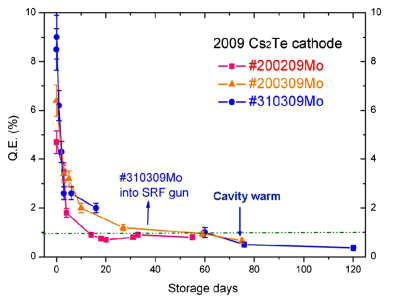 10
10
2009 Cs2Te cathode
#200209Mo
#200309Mo
#310309Mo
8
8
6
6
Q.E. (%)
4
4
#310309Mo
into SRF gun
Cavity warm
2
2
0
0
0 20 40 60 80 100 120
Storage days